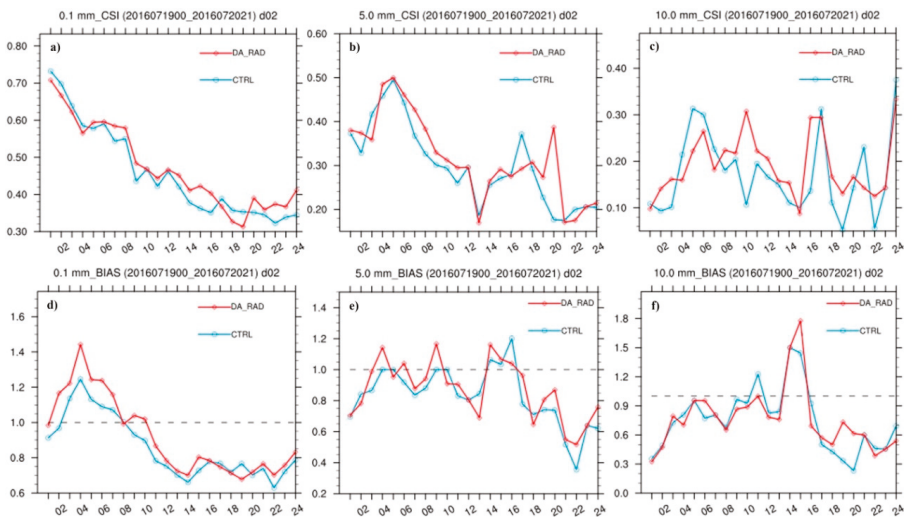 0.1 mm_CSI (2016071900_2016072021) d02
5.0 mm_CSI (2016071900_2016072021) d02
10.0 mm_CSI (2016071900_2016072021) d02
a)
DA_RAD
CTRL
0.80
0.70
0.60
0.50
0.40
0.30
02 04 06 08 10 12 14 16 18 20 22 24
b)
DA_RAD
CTRL
0.60
0.50
0.40
0.30
0.20
02 04 06 08 10 12 14 16 18 20 22 24
c)
DA_RAD
CTRL
0.40
0.30
0.20
0.10
02 04 06 08 10 12 14 16 18 20 22 24
0.1 mm_BIAS (2016071900_2016072021) d02
5.0 mm_BIAS (2016071900_2016072021) d02
10.0 mm_BIAS (2016071900_2016072021) d02
d)
DA_RAD
CTRL
1.6
1.4
1.2
1.0
0.8
0.6
02 04 06 08 10 12 14 16 18 20 22 24
e)
DA_RAD
CTRL
1.4
1.2
1.0
0.8
0.6
0.4
0.2
02 04 06 08 10 12 14 16 18 20 22 24
f)
DA_RAD
CTRL
1.8
1.5
1.2
0.9
0.6
0.3
0.0
02 04 06 08 10 12 14 16 18 20 22 24